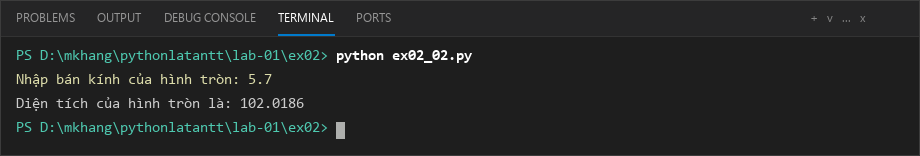 PROBLEMS OUTPUT DEBUG CONSOLE TERMINAL PORTS + v … x
PS D:\mkhang\pythonlatantt\lab-01\ex02> python ex02_02.py
Nhập bán kính của hình tròn: 5.7
Diện tích của hình tròn là: 102.0186
PS D:\mkhang\pythonlatantt\lab-01\ex02>